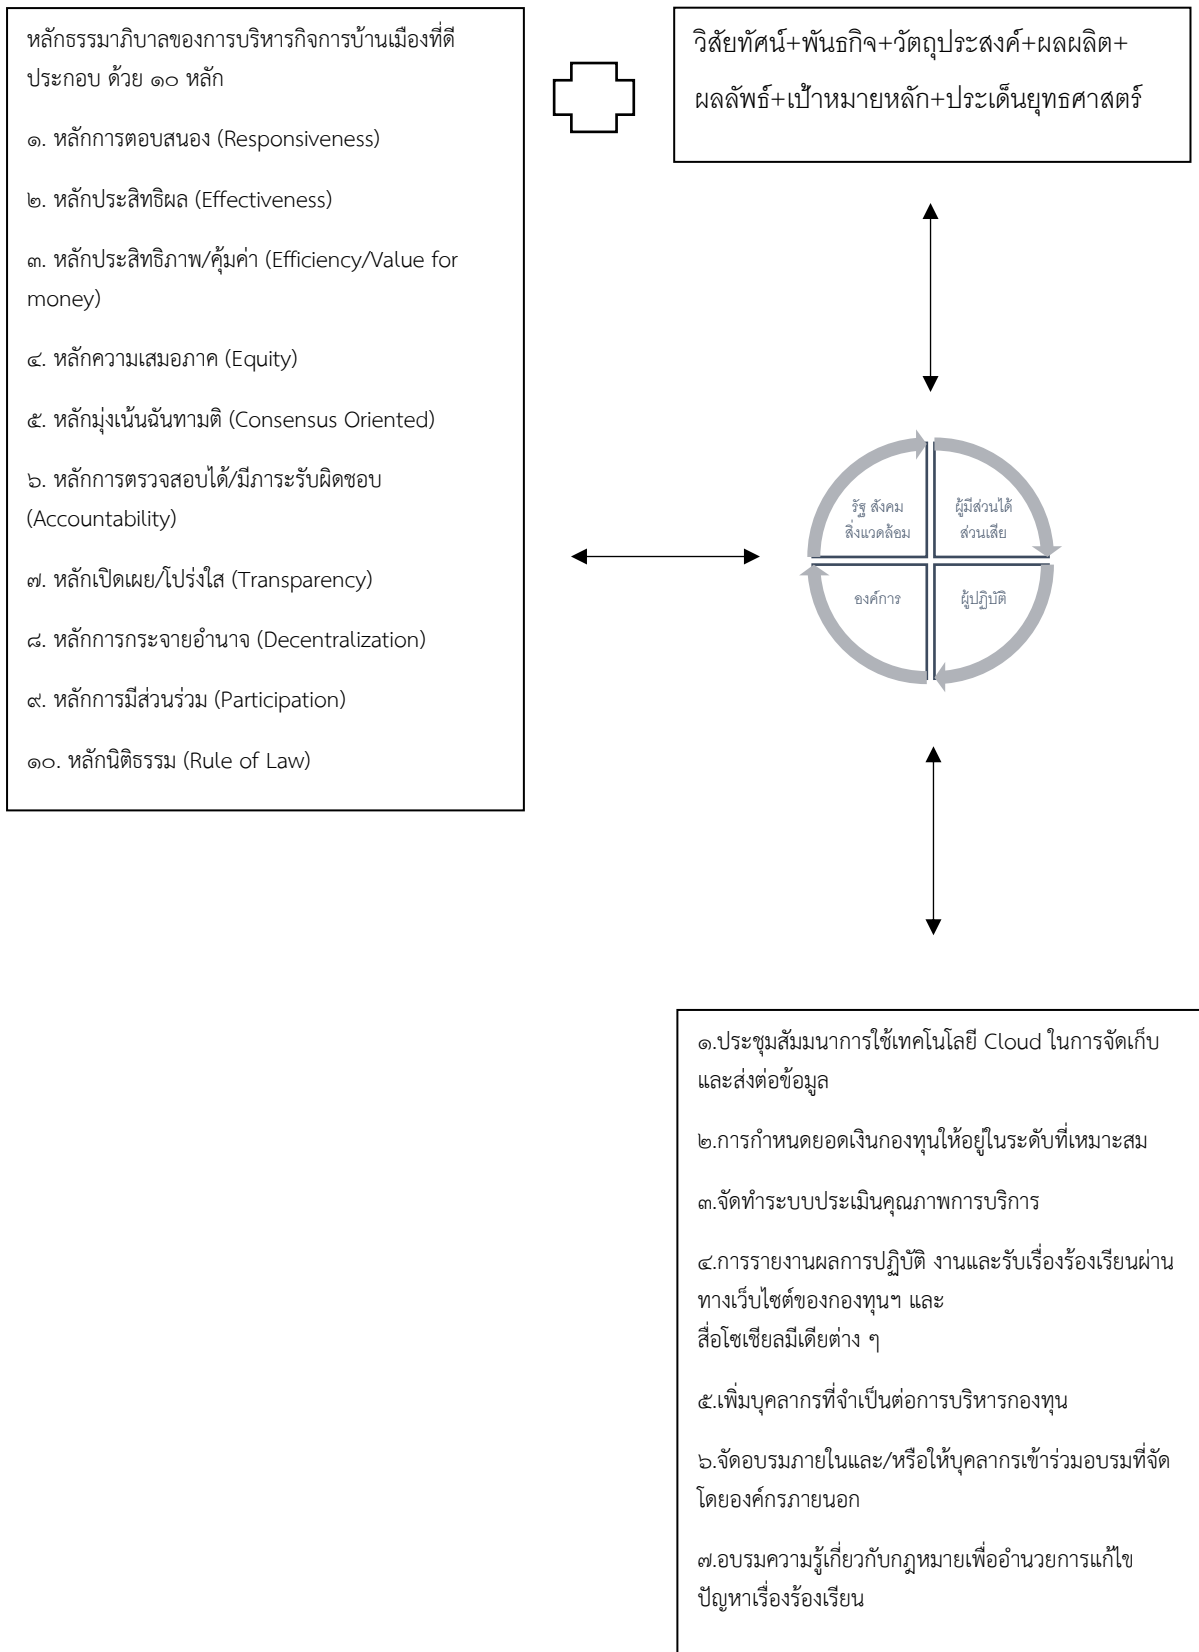 หลักธรรมาภิบาลของการบริหารกิจการบ้านเมืองที่ดี
ประกอบ ด้วย ๑๐ หลัก
๑. หลักการตอบสนอง (Responsiveness)
๒. หลักประสิทธิผล (Effectiveness)
๓. หลักประสิทธิภาพ/คุ้มค่า (Efficiency/Value for
money)
๔. หลักความเสมอภาค (Equity)
๕. หลักมุ่งเน้นฉันทามติ (Consensus Oriented)
๖. หลักการตรวจสอบได้/มีภาระรับผิดชอบ
(Accountability)
๗. หลักเปิดเผย/โปร่งใส (Transparency)
๘. หลักการกระจายอำนาจ (Decentralization)
๙. หลักการมีส่วนร่วม (Participation)
๑๐. หลักนิติธรรม (Rule of Law)
วิสัยทัศน์+พันธกิจ+วัตถุประสงค์+ผลผลิต+
ผลลัพธ์+เป้าหมายหลัก+ประเด็นยุทธศาสตร์
รัฐ สังคม
สิ่งแวดล้อม
ผู้มีส่วนได้
ส่วนเสีย
องค์การ
ผู้ปฏิบัติ
๑.ประชุมสัมมนาการใช้เทคโนโลยี Cloud ในการจัดเก็บ
และส่งต่อข้อมูล
๒.การกำหนดยอดเงินกองทุนให้อยู่ในระดับที่เหมาะสม
๓.จัดทำระบบประเมินคุณภาพการบริการ
๔.การรายงานผลการปฏิบัติ งานและรับเรื่องร้องเรียนผ่าน
ทางเว็บไซต์ของกองทุนฯ และ
สื่อโซเชียลมีเดียต่าง ๆ
๕.เพิ่มบุคลากรที่จำเป็นต่อการบริหารกองทุน
๖.จัดอบรมภายในและ/หรือให้บุคลากรเข้าร่วมอบรมที่จัด
โดยองค์กรภายนอก
๗.อบรมความรู้เกี่ยวกับกฎหมายเพื่ออำนวยการแก้ไข
ปัญหาเรื่องร้องเรียน